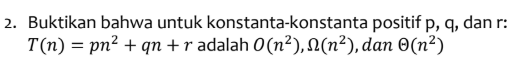 2. Buktikan bahwa untuk konstanta-konstanta positif p, q, dan r:
T(n) = pn² + qn + r adalah O(n²), Ω(n²), dan Θ(n²)